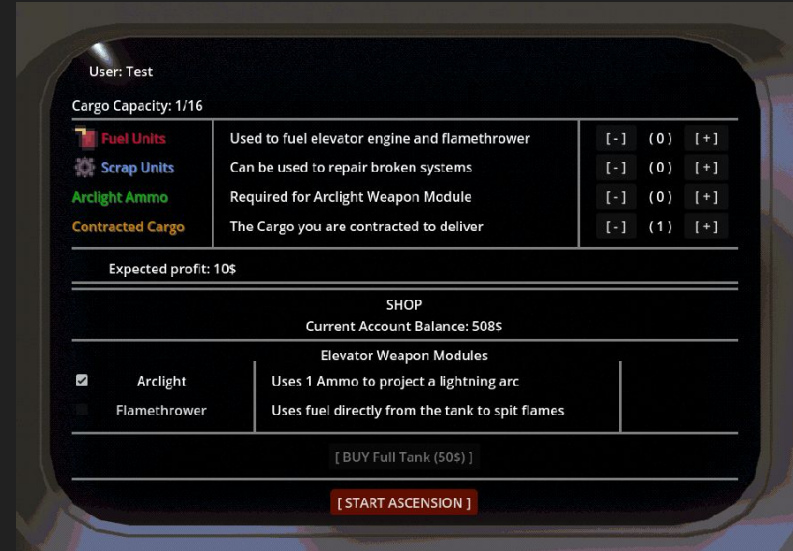 User: Test
Cargo Capacity: 1/16
Fuel Units Used to fuel elevator engine and flamethrower [ - ] (0) [ + ]
Scrap Units Can be used to repair broken systems [ - ] (0) [ + ]
Arclight Ammo Required for Arclight Weapon Module [ - ] (0) [ + ]
Contracted Cargo The Cargo you are contracted to deliver [ - ] (1) [ + ]
Expected profit: 10$
SHOP
Current Account Balance: 508$
Elevator Weapon Modules
Arclight Uses 1 Ammo to project a lightning arc
Flamethrower Uses fuel directly from the tank to spit flames
[ BUY Full Tank (50$) ]
[ START ASCENSION ]